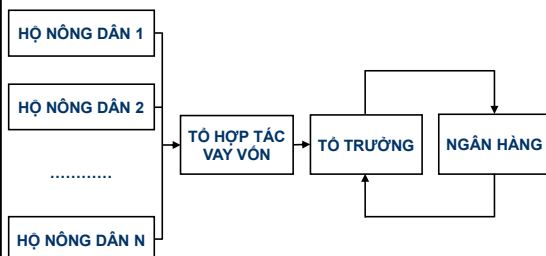 HỘ NÔNG DÂN 1
HỘ NÔNG DÂN 2
............
HỘ NÔNG DÂN N
TỔ HỢP TÁC
VAY VỐN
TỔ TRƯỞNG
NGÂN HÀNG